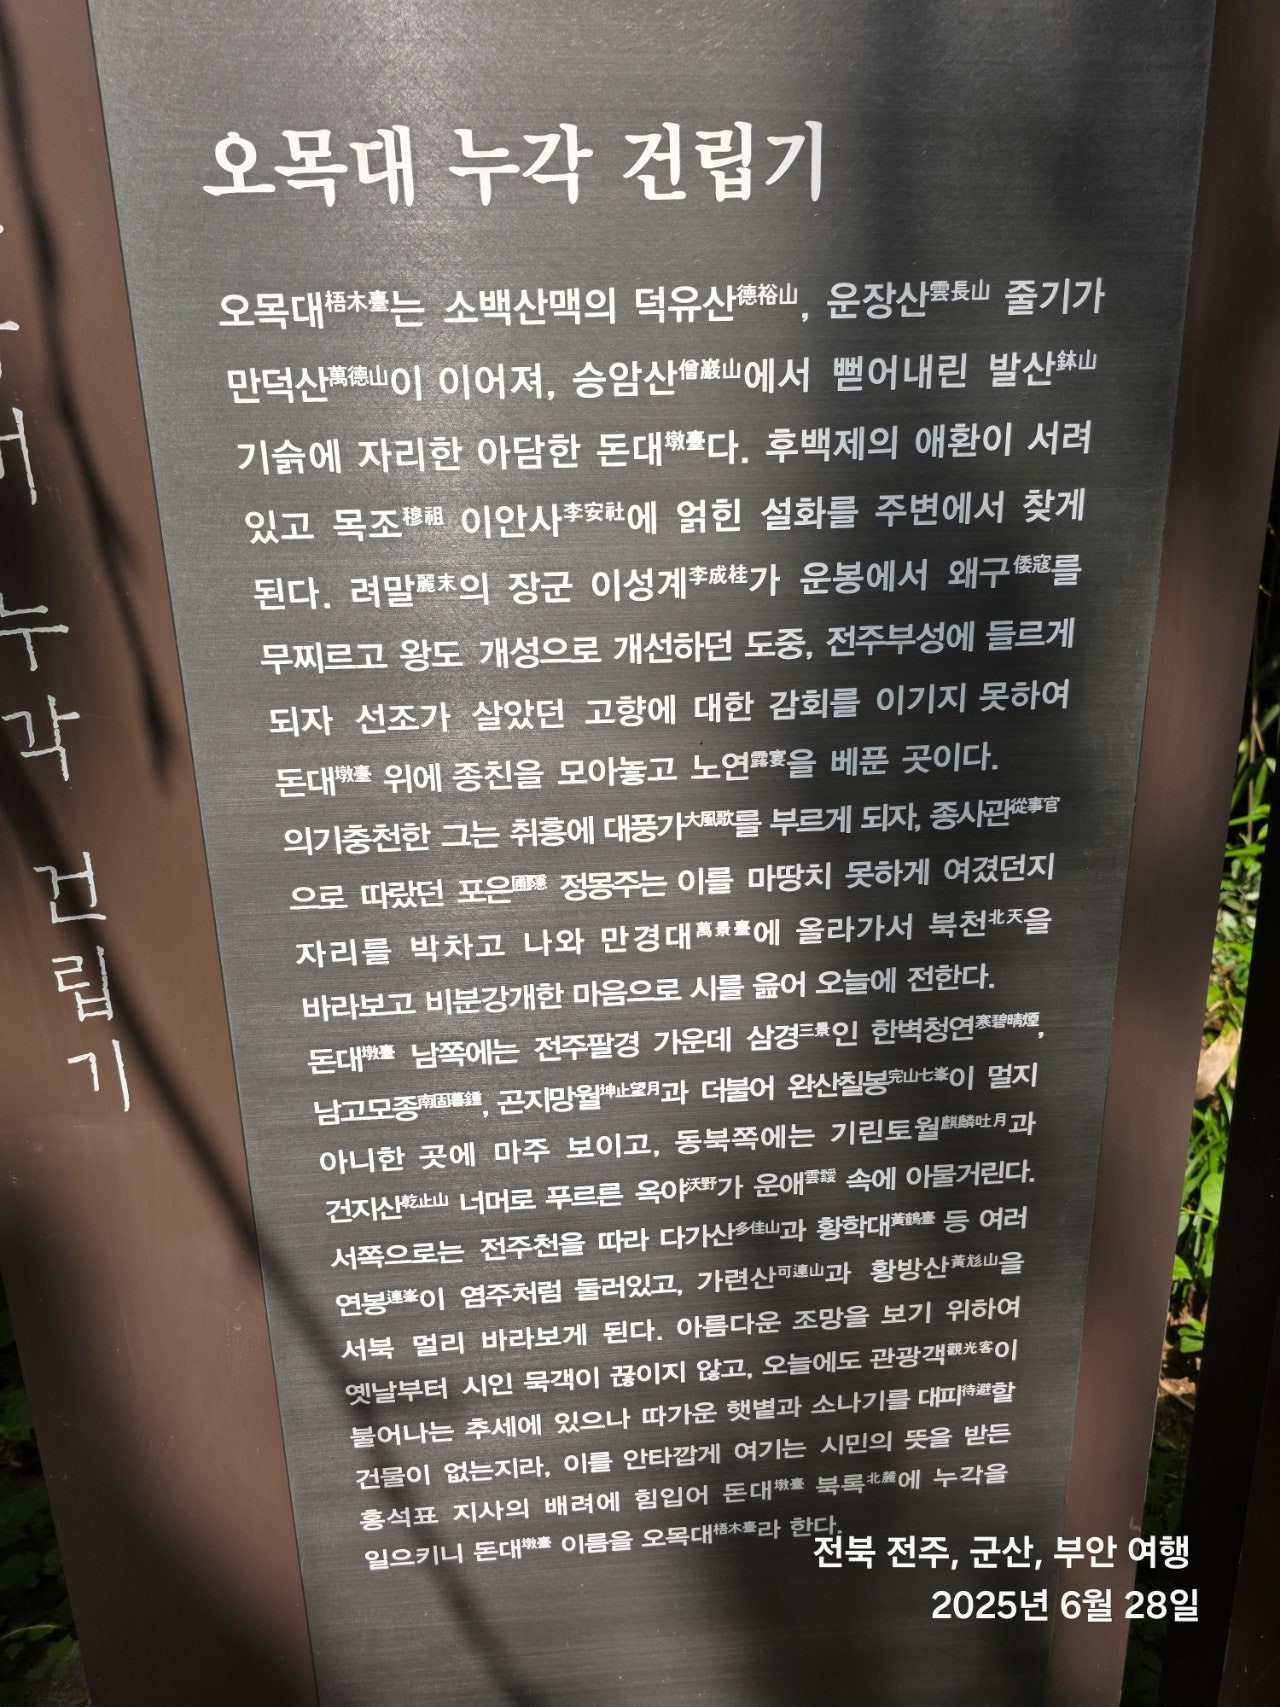 오목대 누각 건립기
오목대梧木臺는 소백산맥의 덕유산德裕山, 운장산雲長山 줄기가
만덕산萬德山이 이어져, 승암산僧巖山에서 뻗어내린 발산鉢山
기슭에 자리한 아담한 돈대墩臺다. 후백제의 애환이 서려
있고 목조穆祖 이안사李安社에 얽힌 설화를 주변에서 찾게
된다. 려말麗末의 장군 이성계李成桂가 운봉에서 왜구倭寇를
무찌르고 왕도 개성으로 개선하던 도중, 전주부성에 들르게
되자 선조가 살았던 고향에 대한 감회를 이기지 못하여
돈대墩臺 위에 종친을 모아놓고 노연露宴을 베푼 곳이다.
의기충천한 그는 취흥에 대풍가大風歌를 부르게 되자, 종사관從事官
으로 따랐던 포은圃隱 정몽주는 이를 마땅치 못하게 여겼던지
자리를 박차고 나와 만경대萬景臺에 올라가서 북천北天을
바라보고 비분강개한 마음으로 시를 읊어 오늘에 전한다.
돈대墩臺 남쪽에는 전주팔경 가운데 삼경三景인 한벽청연寒碧晴煙,
남고모종南固暮鍾, 곤지망월坤止望月과 더불어 완산칠봉完山七峯이 멀지
아니한 곳에 마주 보이고, 동북쪽에는 기린토월麒麟吐月과
건지산乾止山 너머로 푸르른 옥야沃野가 운애雲靉 속에 아물거린다.
서쪽으로는 전주천을 따라 다가산多佳山과 황학대黃鶴臺 등 여러
연봉連峯이 염주처럼 둘러있고, 가련산可連山과 황방산黃尨山을
서북 멀리 바라보게 된다. 아름다운 조망을 보기 위하여
옛날부터 시인 묵객이 끊이지 않고, 오늘에도 관광객觀光客이
불어나는 추세에 있으나 따가운 햇볕과 소나기를 대피待避할
건물이 없는지라, 이를 안타깝게 여기는 시민의 뜻을 받든
홍석표 지사의 배려에 힘입어 돈대墩臺 북록北麓에 누각을
일으키니 돈대墩臺 이름을 오목대梧木臺라 한다.
누각 건립기
전북 전주, 군산, 부안 여행
2025년 6월 28일